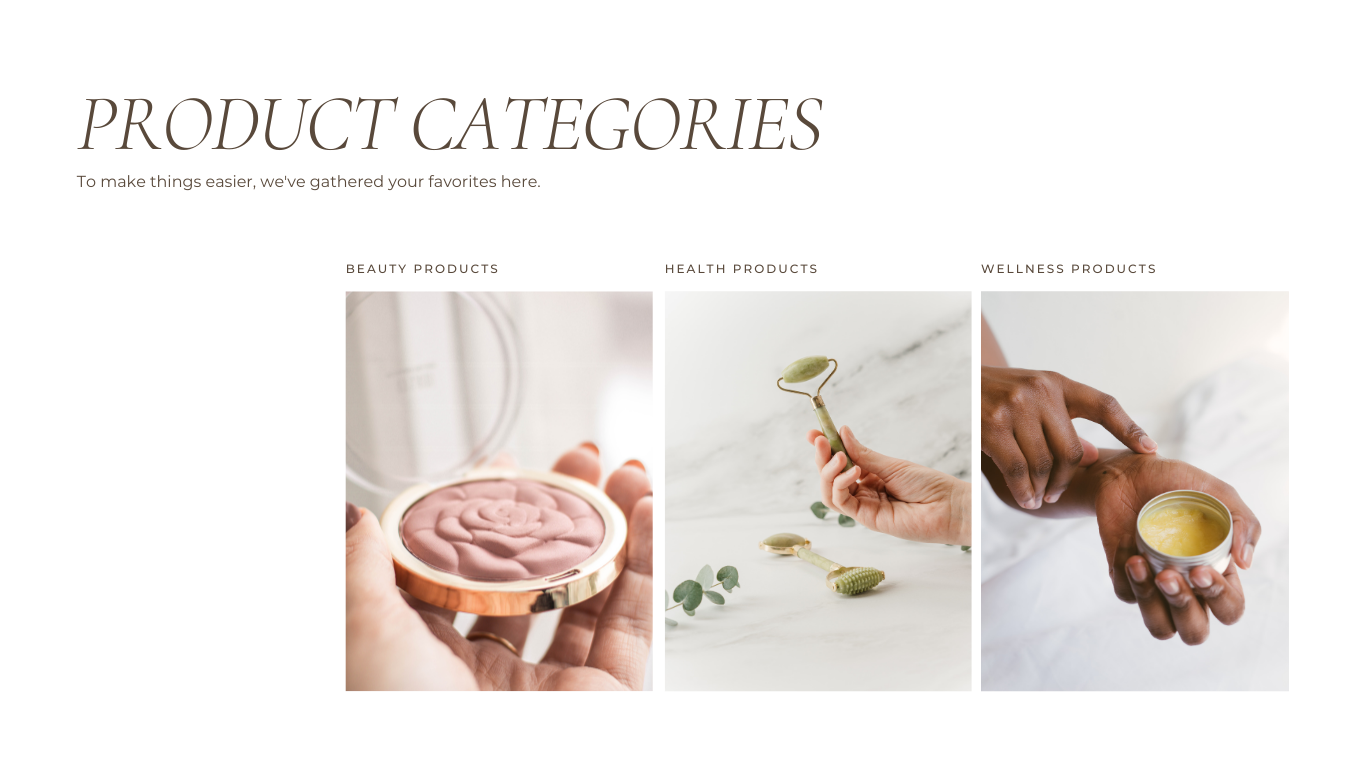 PRODUCT CATEGORIES
To make things easier, we've gathered your favorites here.
BEAUTY PRODUCTS
HEALTH PRODUCTS
WELLNESS PRODUCTS